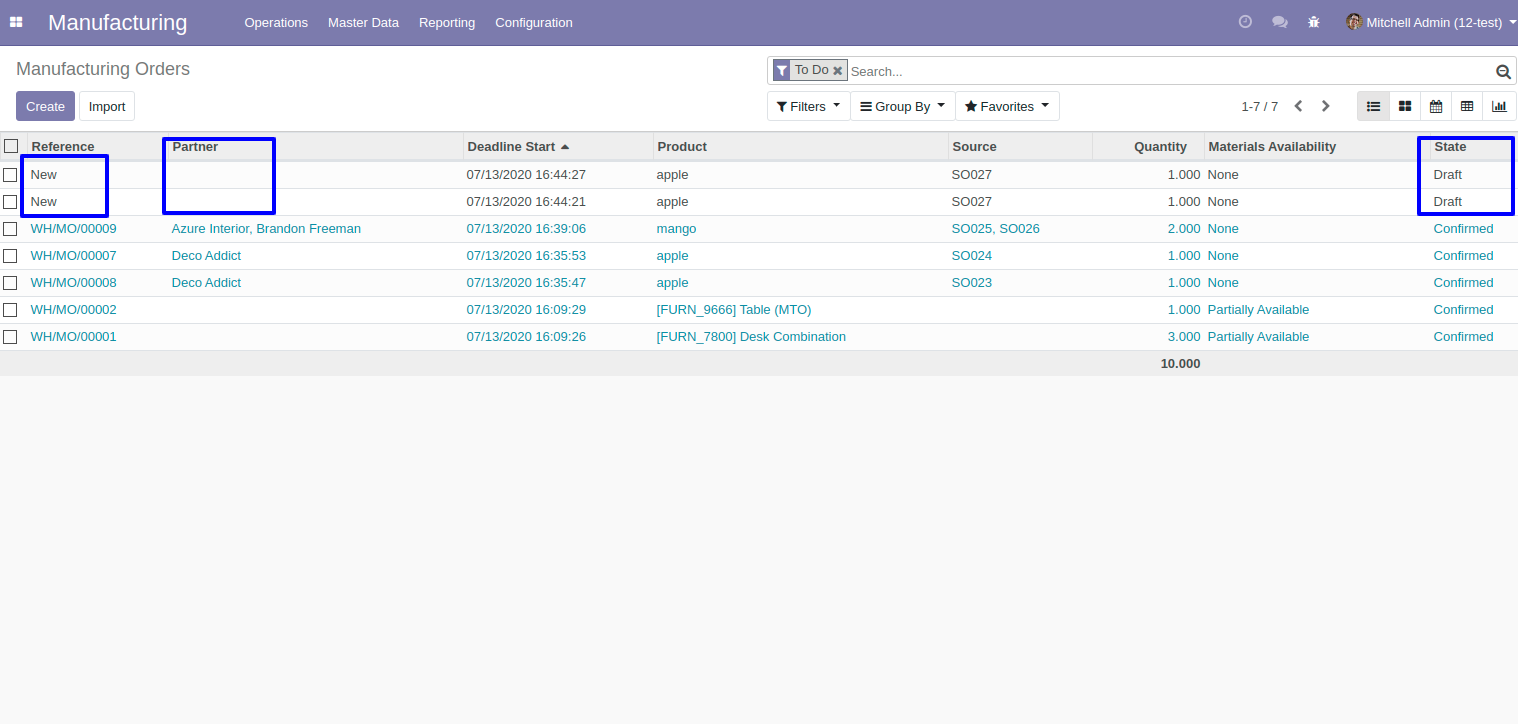 Manufacturing Operations Master Data Reporting Configuration Mitchell Admin (12-test)
Manufacturing Orders To Do Search...
Create Import Filters Group By Favorites 1-7 / 7
Reference Partner Deadline Start Product Source Quantity Materials Availability State
New 07/13/2020 16:44:27 apple SO027 1.000 None Draft
New 07/13/2020 16:44:21 apple SO027 1.000 None Draft
WH/MO/00009 Azure Interior, Brandon Freeman 07/13/2020 16:39:06 mango SO025, SO026 2.000 None Confirmed
WH/MO/00007 Deco Addict 07/13/2020 16:35:53 apple SO024 1.000 None Confirmed
WH/MO/00008 Deco Addict 07/13/2020 16:35:47 apple SO023 1.000 None Confirmed
WH/MO/00002 07/13/2020 16:09:29 [FURN_9666] Table (MTO) 1.000 Partially Available Confirmed
WH/MO/00001 07/13/2020 16:09:26 [FURN_7800] Desk Combination 3.000 Partially Available Confirmed
10.000